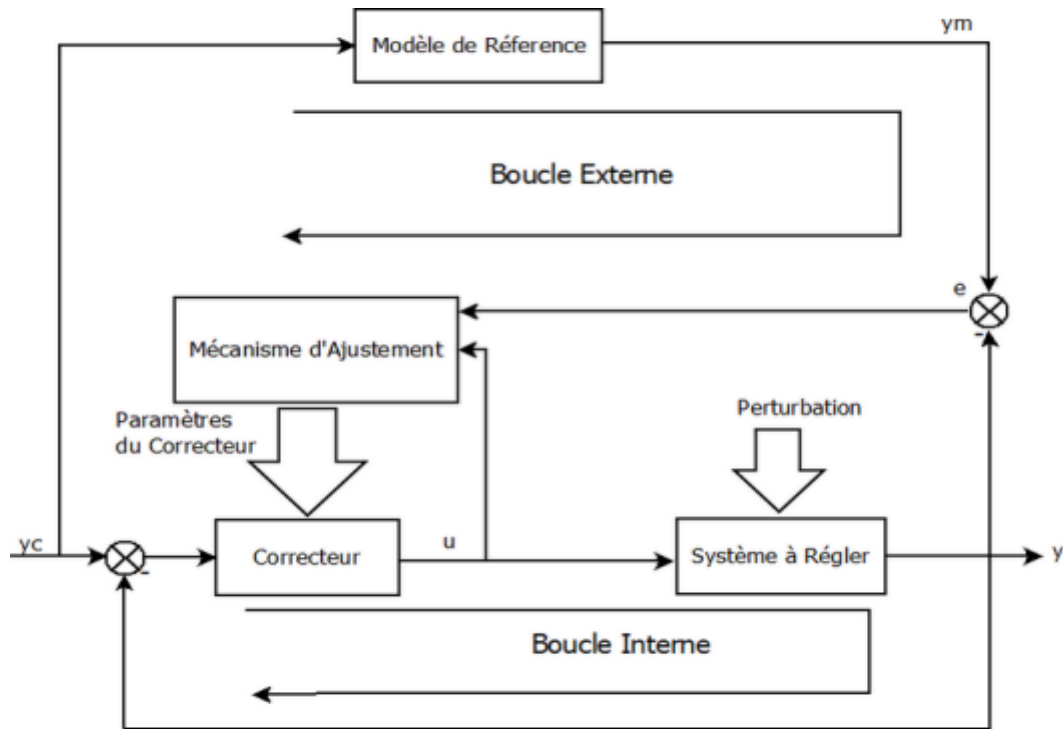 ym
Modèle de Réference
Boucle Externe
e
-
Mécanisme d'Ajustement
Paramètres
du Correcteur
Perturbation
yc
-
Correcteur
u
Système à Régler
y
Boucle Interne